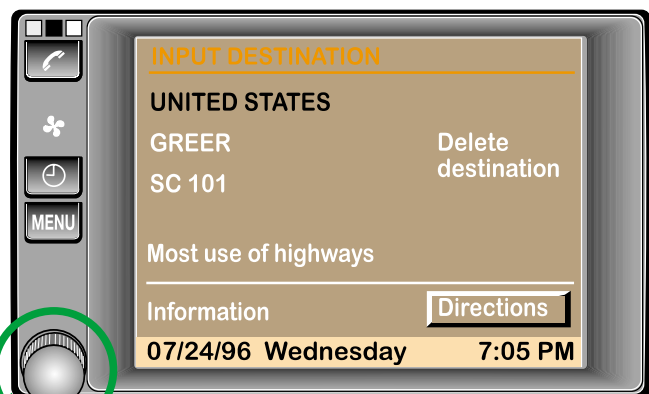 INPUT DESTINATION
UNITED STATES
GREER
Delete
destination
SC 101
MENU
Most use of highways
Information
Directions
07/24/96 Wednesday 7:05 PM